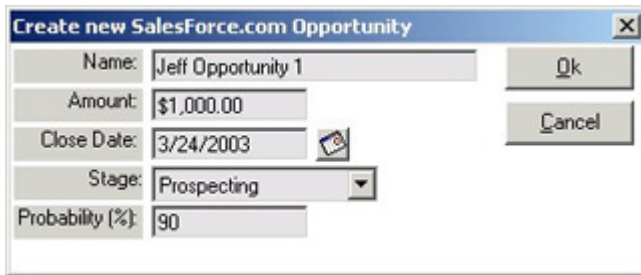 Create new SalesForce.com Opportunity
Name: Jeff Opportunity 1
Ok
Amount: $1,000.00
Cancel
Close Date: 3/24/2003
Stage: Prospecting
Probability (%): 90